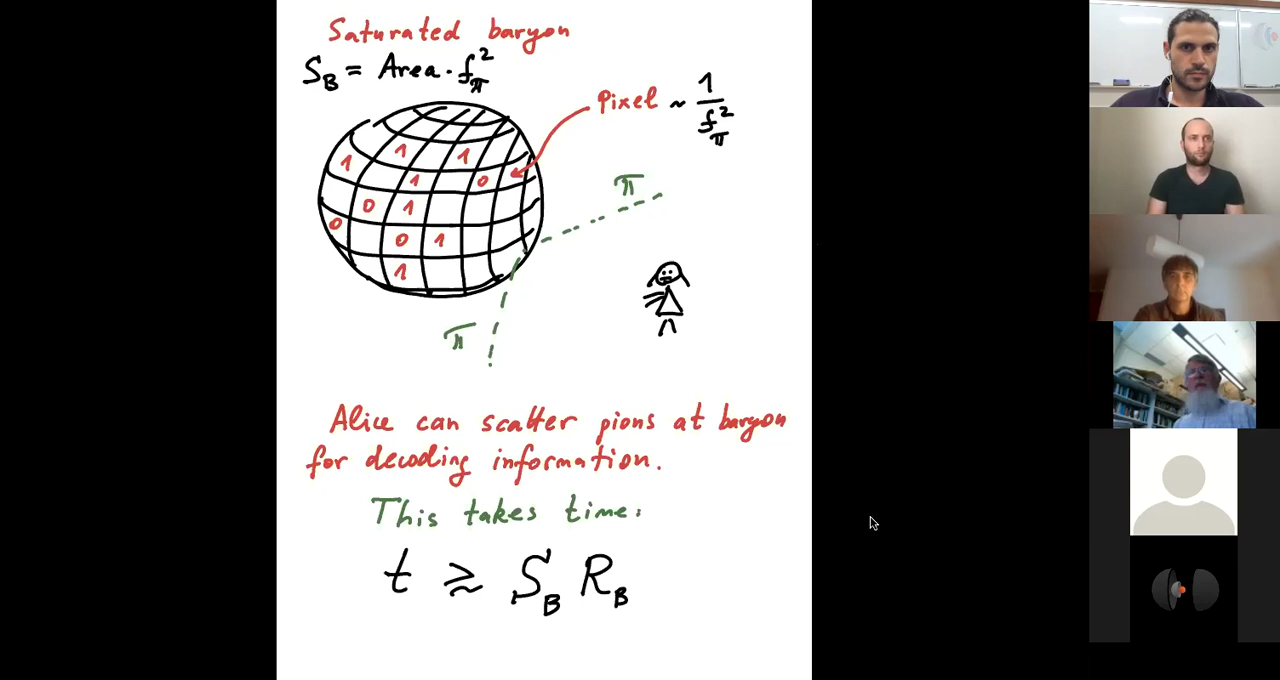 Saturated baryon
S_B = Area · f_π^2
Pixel ~ 1/f_π^2
1 1 1
1 0
0 1
0 0 1
1
π
π
Alice can scatter pions at baryon
for decoding information.
This takes time:
t ≳ S_B R_B